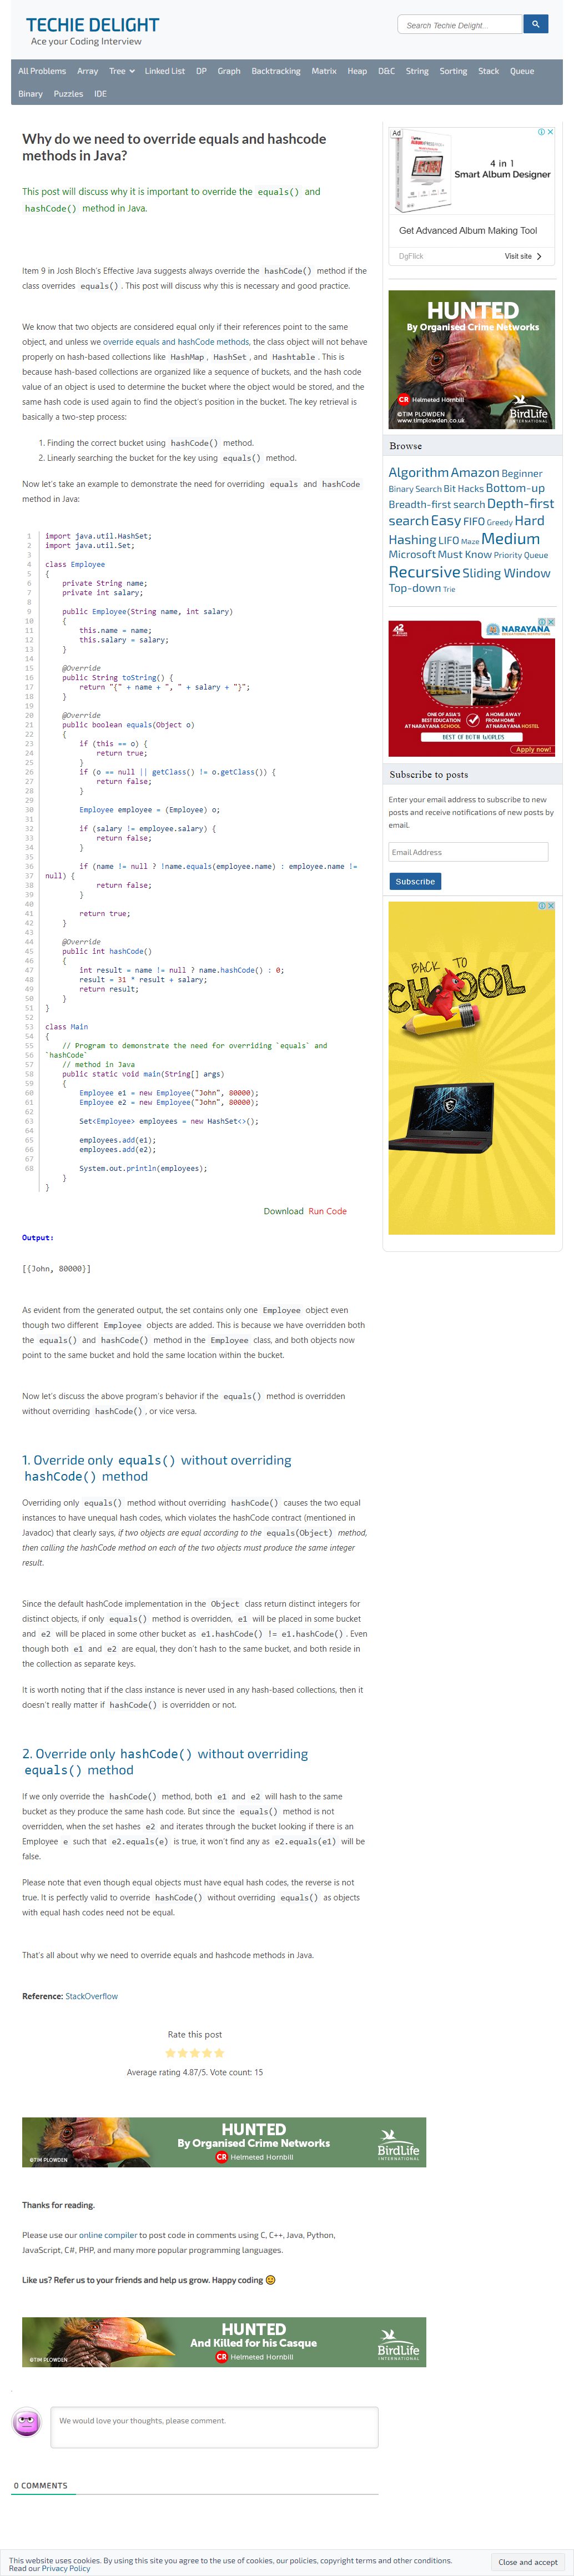 TECHIE DELIGHT
Ace your Coding Interview
Search Techie Delight...
All Problems Array Tree Linked List DP Graph Backtracking Matrix Heap D&C String Sorting Stack Queue
Binary Puzzles IDE
Why do we need to override equals and hashcode
methods in Java?
This post will discuss why it is important to override the equals() and
hashCode() method in Java.
Item 9 in Josh Bloch's Effective Java suggests always override the hashCode() method if the
class overrides equals(). This post will discuss why this is necessary and good practice.
We know that two objects are considered equal only if their references point to the same
object, and unless we override equals and hashCode methods, the class object will not behave
properly on hash-based collections like HashMap, HashSet, and Hashtable. This is
because hash-based collections are organized like a sequence of buckets, and the hash code
value of an object is used to determine the bucket where the object would be stored, and the
same hash code is used again to find the object's position in the bucket. The key retrieval is
basically a two-step process:
1. Finding the correct bucket using hashCode() method.
2. Linearly searching the bucket for the key using equals() method.
Now let's take an example to demonstrate the need for overriding equals and hashCode
method in Java:
1 import java.util.HashSet;
2 import java.util.Set;
3
4 class Employee
5 {
6 private String name;
7 private int salary;
8
9 public Employee(String name, int salary)
10 {
11 this.name = name;
12 this.salary = salary;
13 }
14
15 @Override
16 public String toString() {
17 return "{" + name + ", " + salary + "}";
18 }
19
20 @Override
21 public boolean equals(Object o)
22 {
23 if (this == o) {
24 return true;
25 }
26 if (o == null || getClass() != o.getClass()) {
27 return false;
28 }
29
30 Employee employee = (Employee) o;
31
32 if (salary != employee.salary) {
33 return false;
34 }
35
36 if (name != null ? !name.equals(employee.name) : employee.name !=
37 null) {
38 return false;
39 }
40
41 return true;
42 }
43
44 @Override
45 public int hashCode()
46 {
47 int result = name != null ? name.hashCode() : 0;
48 result = 31 * result + salary;
49 return result;
50 }
51 }
52
53 class Main
54 {
55 // Program to demonstrate the need for overriding `equals` and
56 `hashCode`
57 // method in Java
58 public static void main(String[] args)
59 {
60 Employee e1 = new Employee("John", 80000);
61 Employee e2 = new Employee("John", 80000);
62
63 Set<Employee> employees = new HashSet<>();
64
65 employees.add(e1);
66 employees.add(e2);
67
68 System.out.println(employees);
}
}
Download Run Code
Output:
[{John, 80000}]
As evident from the generated output, the set contains only one Employee object even
though two different Employee objects are added. This is because we have overridden both
the equals() and hashCode() method in the Employee class, and both objects now
point to the same bucket and hold the same location within the bucket.
Now let's discuss the above program's behavior if the equals() method is overridden
without overriding hashCode(), or vice versa.
1. Override only equals() without overriding
hashCode() method
Overriding only equals() method without overriding hashCode() causes the two equal
instances to have unequal hash codes, which violates the hashCode contract (mentioned in
Javadoc) that clearly says, if two objects are equal according to the equals(Object) method,
then calling the hashCode method on each of the two objects must produce the same integer
result.
Since the default hashCode implementation in the Object class return distinct integers for
distinct objects, if only equals() method is overridden, e1 will be placed in some bucket
and e2 will be placed in some other bucket as e1.hashCode() != e1.hashCode(). Even
though both e1 and e2 are equal, they don't hash to the same bucket, and both reside in
the collection as separate keys.
It is worth noting that if the class instance is never used in any hash-based collections, then it
doesn't really matter if hashCode() is overridden or not.
2. Override only hashCode() without overriding
equals() method
If we only override the hashCode() method, both e1 and e2 will hash to the same
bucket as they produce the same hash code. But since the equals() method is not
overridden, when the set hashes e2 and iterates through the bucket looking if there is an
Employee e such that e2.equals(e) is true, it won't find any as e2.equals(e1) will be
false.
Please note that even though equal objects must have equal hash codes, the reverse is not
true. It is perfectly valid to override hashCode() without overriding equals() as objects
with equal hash codes need not be equal.
That's all about why we need to override equals and hashcode methods in Java.
Reference: StackOverflow
Rate this post
Average rating 4.87/5. Vote count: 15
HUNTED
By Organised Crime Networks
CR Helmeted Hornbill
©TIM PLOWDEN
BirdLife
INTERNATIONAL
Thanks for reading.
Please use our online compiler to post code in comments using C, C++, Java, Python,
JavaScript, C#, PHP, and many more popular programming languages.
Like us? Refer us to your friends and help us grow. Happy coding
HUNTED
And Killed for his Casque
CR Helmeted Hornbill
©TIM PLOWDEN
BirdLife
INTERNATIONAL
We would love your thoughts, please comment.
0 COMMENTS
Ad
4 in 1
Smart Album Designer
Get Advanced Album Making Tool
DgFlick Visit site
HUNTED
By Organised Crime Networks
CR Helmeted Hornbill
©TIM PLOWDEN
www.timplowden.co.uk
BirdLife
INTERNATIONAL
Browse
Algorithm Amazon Beginner
Binary Search Bit Hacks Bottom-up
Breadth-first search Depth-first
search Easy FIFO Greedy Hard
Hashing LIFO Maze Medium
Microsoft Must Know Priority Queue
Recursive Sliding Window
Top-down Trie
42
NARAYANA
EDUCATIONAL INSTITUTIONS
ONE OF ASIA'S
BEST EDUCATION
AT NARAYANA SCHOOL
A HOME AWAY
FROM HOME
AT NARAYANA HOSTEL
BEST OF BOTH WORLDS
Apply now!
Subscribe to posts
Enter your email address to subscribe to new
posts and receive notifications of new posts by
email.
Email Address
Subscribe
BACK TO
SCHOOL
This website uses cookies. By using this site you agree to the use of cookies, our policies, copyright terms and other conditions.
Read our Privacy Policy
Close and accept